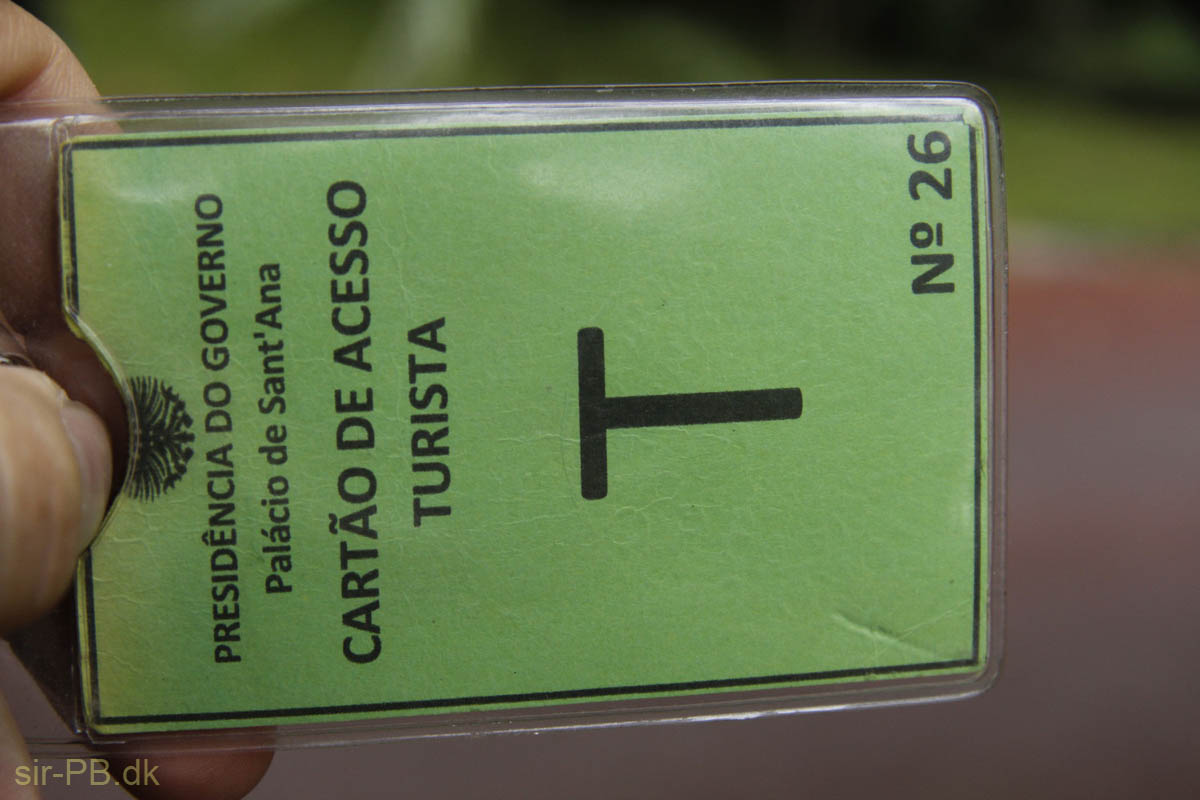 PRESIDÊNCIA DO GOVERNO
Palácio de Sant'Ana
CARTÃO DE ACESSO
TURISTA
T
Nº 26
sir-PB.dk